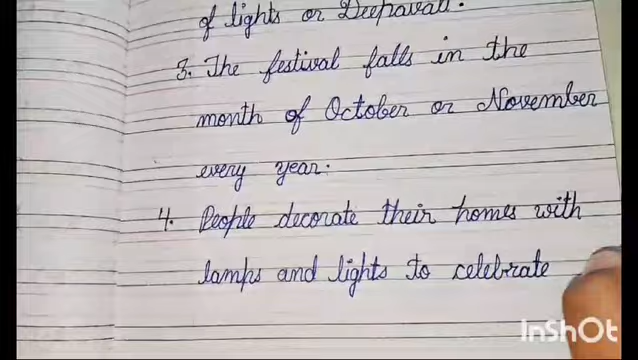 of lights or Deepavali.
3. The festival falls in the
month of October or November
every year.
4. People decorate their homes with
lamps and lights to celebrate
InShOt